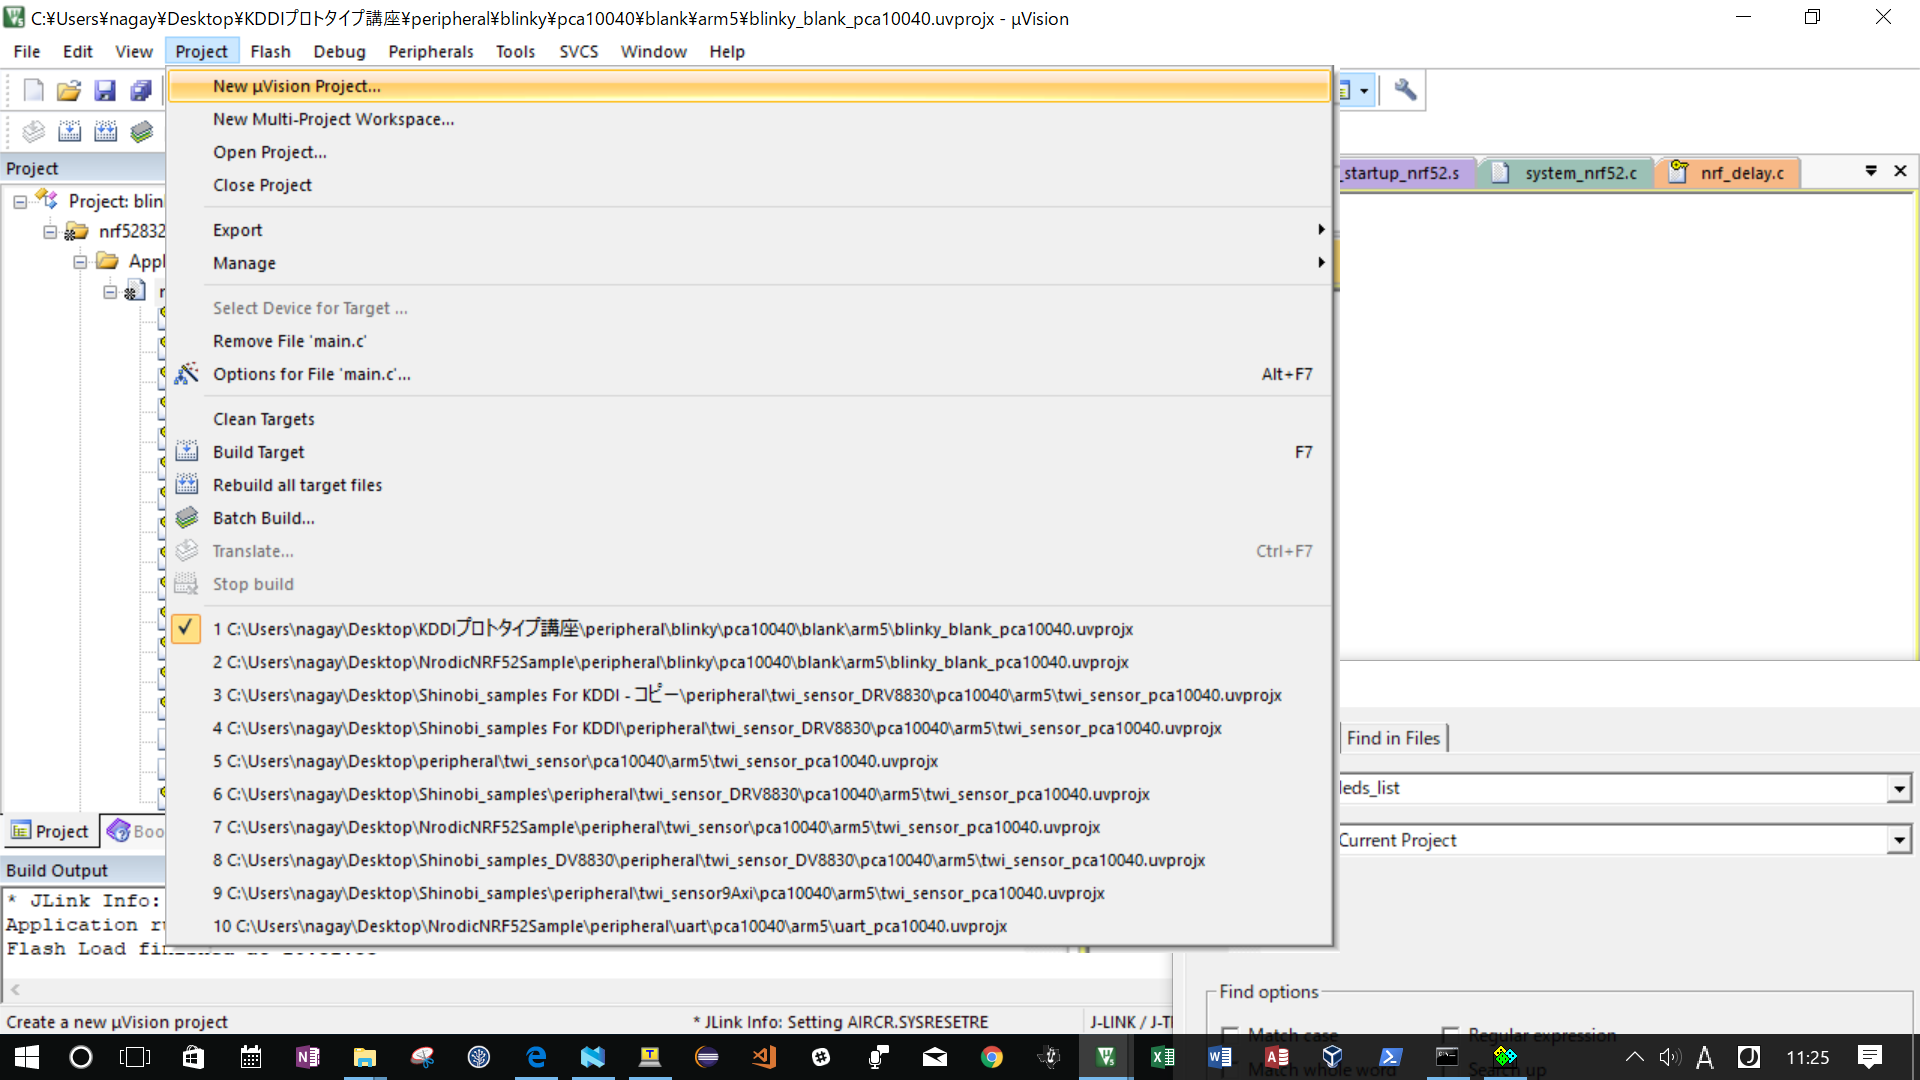 C:¥Users¥nagay¥Desktop¥KDDIプロトタイプ講座¥peripheral¥blinky¥pca10040¥blank¥arm5¥blinky_blank_pca10040.uvprojx - µVision
File Edit View Project Flash Debug Peripherals Tools SVCS Window Help
New µVision Project...
New Multi-Project Workspace...
Open Project...
Close Project
Export
Manage
Select Device for Target ...
Remove File 'main.c'
Options for File 'main.c'... Alt+F7
Clean Targets
Build Target F7
Rebuild all target files
Batch Build...
Translate... Ctrl+F7
Stop build
1 C:\Users\nagay\Desktop\KDDIプロトタイプ講座\peripheral\blinky\pca10040\blank\arm5\blinky_blank_pca10040.uvprojx
2 C:\Users\nagay\Desktop\NrodicNRF52Sample\peripheral\blinky\pca10040\blank\arm5\blinky_blank_pca10040.uvprojx
3 C:\Users\nagay\Desktop\Shinobi_samples For KDDI - コピー\peripheral\twi_sensor_DRV8830\pca10040\arm5\twi_sensor_pca10040.uvprojx
4 C:\Users\nagay\Desktop\Shinobi_samples For KDDI\peripheral\twi_sensor_DRV8830\pca10040\arm5\twi_sensor_pca10040.uvprojx
5 C:\Users\nagay\Desktop\peripheral\twi_sensor\pca10040\arm5\twi_sensor_pca10040.uvprojx
6 C:\Users\nagay\Desktop\Shinobi_samples\peripheral\twi_sensor_DRV8830\pca10040\arm5\twi_sensor_pca10040.uvprojx
7 C:\Users\nagay\Desktop\NrodicNRF52Sample\peripheral\twi_sensor\pca10040\arm5\twi_sensor_pca10040.uvprojx
8 C:\Users\nagay\Desktop\Shinobi_samples_DV8830\peripheral\twi_sensor_DV8830\pca10040\arm5\twi_sensor_pca10040.uvprojx
9 C:\Users\nagay\Desktop\Shinobi_samples\peripheral\twi_sensor9Axi\pca10040\arm5\twi_sensor_pca10040.uvprojx
10 C:\Users\nagay\Desktop\NrodicNRF52Sample\peripheral\uart\pca10040\arm5\uart_pca10040.uvprojx
Project
Project: blin
nrf52832
Appl
_startup_nrf52.s system_nrf52.c nrf_delay.c
Find in Files
leds_list
Current Project
Project Boo
Build Output
* JLink Info:
Application r
Flash Load fin
Find options
Match case Regular expression
Match whole word Search up
Create a new µVision project * JLink Info: Setting AIRCR.SYSRESETRE J-LINK / J-T
A 11:25